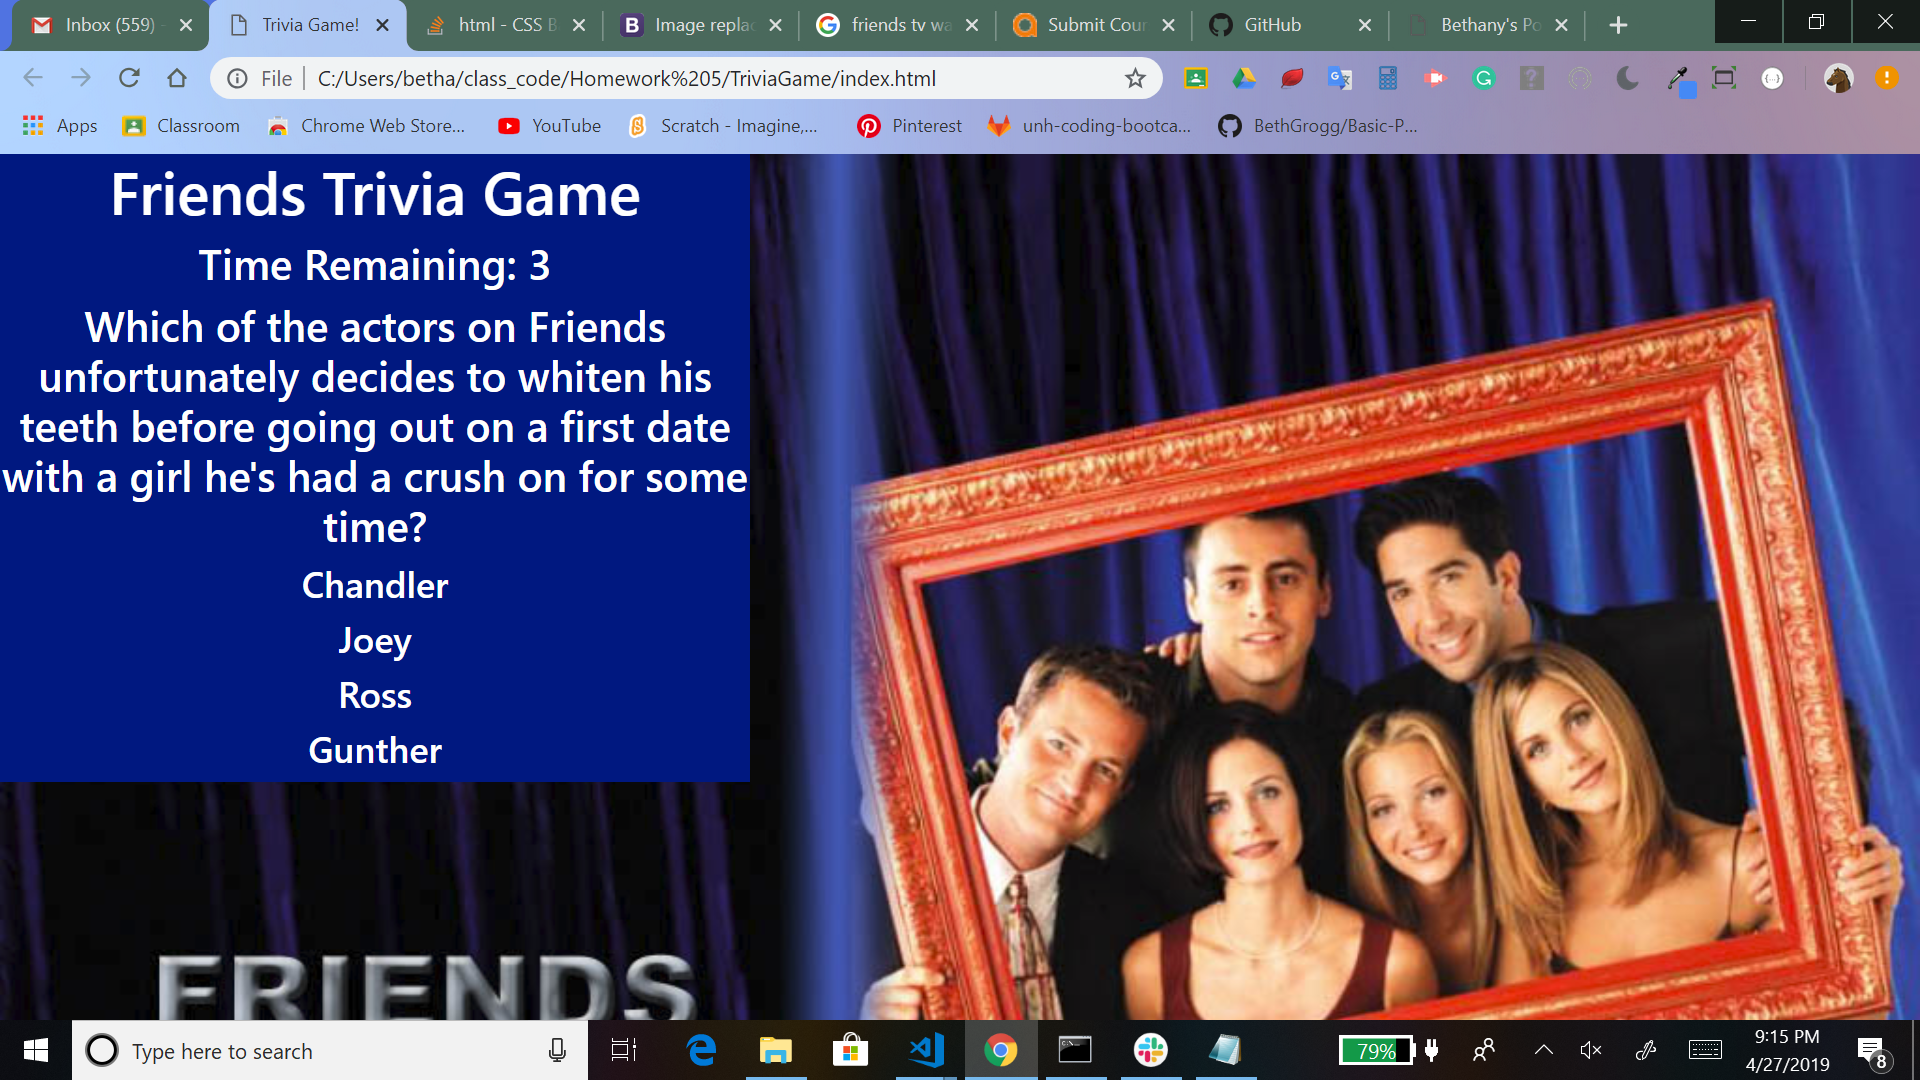 Inbox (559)
Trivia Game!
html - CSS B
Image replac
friends tv wa
Submit Cour
GitHub
Bethany's Po
File
C:/Users/betha/class_code/Homework%205/TriviaGame/index.html
Apps
Classroom
Chrome Web Store...
YouTube
Scratch - Imagine,...
Pinterest
unh-coding-bootca...
BethGrogg/Basic-P...
Friends Trivia Game
Time Remaining: 3
Which of the actors on Friends
unfortunately decides to whiten his
teeth before going out on a first date
with a girl he's had a crush on for some
time?
Chandler
Joey
Ross
Gunther
FRIENDS
Type here to search
79%
9:15 PM
4/27/2019
8